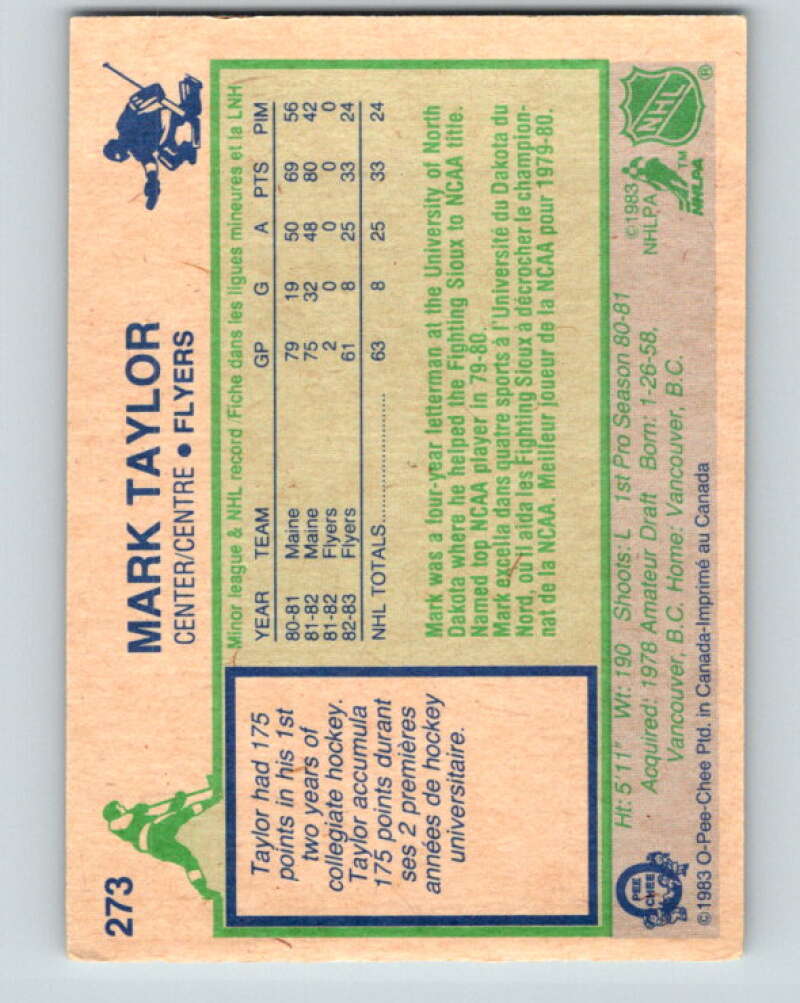 273
MARK TAYLOR
CENTER/CENTRE • FLYERS
Taylor had 175
points in his 1st
two years of
collegiate hockey.
Taylor accumula
175 points durant
ses 2 premières
années de hockey
universitaire.
Minor league & NHL record/Fiche dans les ligues mineures et la LNH
YEAR TEAM GP G A PTS PIM
80-81 Maine 79 19 50 69 56
81-82 Maine 75 32 48 80 42
81-82 Flyers 2 0 0 0 0
82-83 Flyers 61 8 25 33 24
NHL TOTALS.................... 63 8 25 33 24
Mark was a four-year letterman at the University of North
Dakota where he helped the Fighting Sioux to NCAA title.
Named top NCAA player in 79-80.
Mark excella dans quatre sports à l'Université du Dakota du
Nord, où il aida les Fighting Sioux à décrocher le champion-
nat de la NCAA. Meilleur joueur de la NCAA pour 1979-80.
Ht: 5'11" Wt: 190 Shoots: L 1st Pro Season 80-81
Acquired: 1978 Amateur Draft Born: 1-26-58,
Vancouver, B.C. Home: Vancouver, B.C.
©1983 O-Pee-Chee Ptd. in Canada-Imprimé au Canada
O
PEE
CHEE
©1983
NHLPA
NHL
®
TM
NHLPA